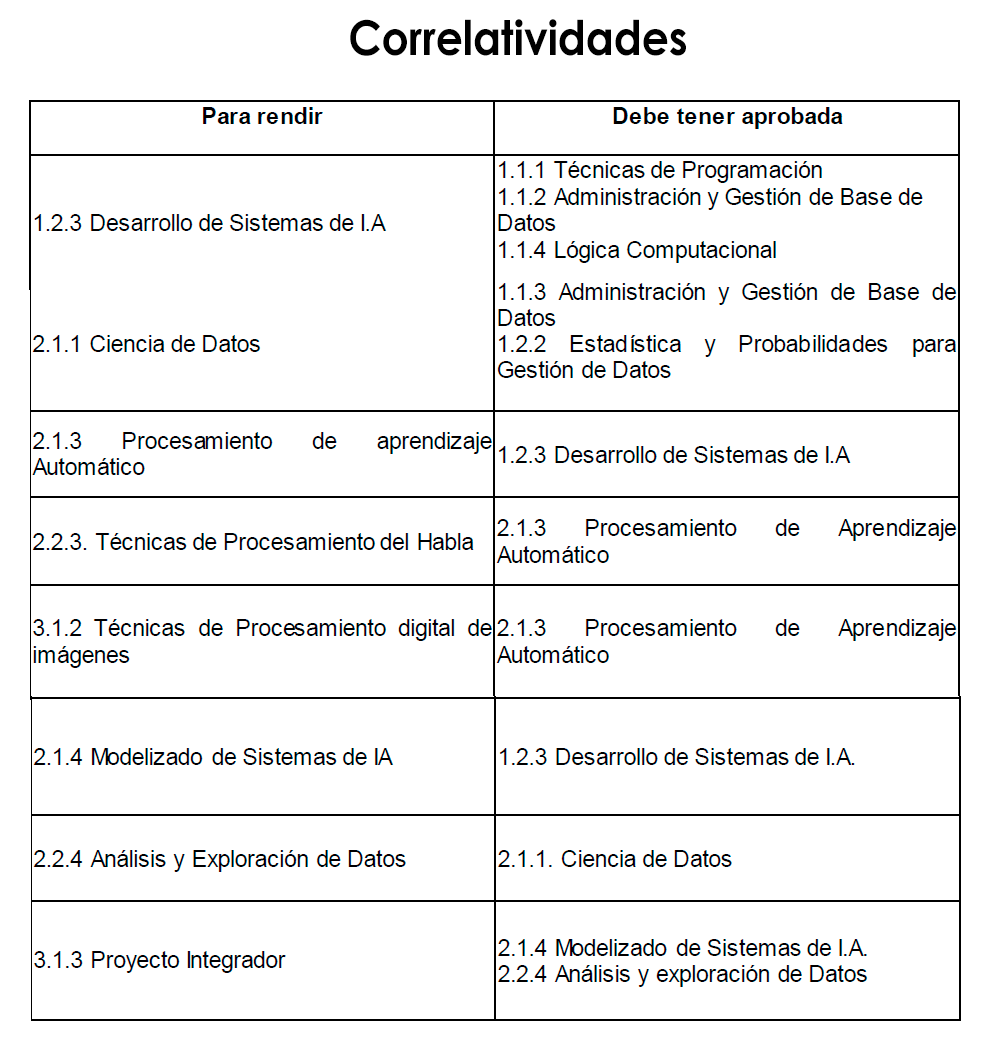 Correlatividades
Para rendir
Debe tener aprobada
1.2.3 Desarrollo de Sistemas de I.A
1.1.1 Técnicas de Programación
1.1.2 Administración y Gestión de Base de
Datos
1.1.4 Lógica Computacional
2.1.1 Ciencia de Datos
1.1.3 Administración y Gestión de Base de
Datos
1.2.2 Estadística y Probabilidades para
Gestión de Datos
2.1.3 Procesamiento de aprendizaje
Automático
1.2.3 Desarrollo de Sistemas de I.A
2.2.3. Técnicas de Procesamiento del Habla
2.1.3 Procesamiento de Aprendizaje
Automático
3.1.2 Técnicas de Procesamiento digital de
imágenes
2.1.3 Procesamiento de Aprendizaje
Automático
2.1.4 Modelizado de Sistemas de IA
1.2.3 Desarrollo de Sistemas de I.A.
2.2.4 Análisis y Exploración de Datos
2.1.1. Ciencia de Datos
3.1.3 Proyecto Integrador
2.1.4 Modelizado de Sistemas de I.A.
2.2.4 Análisis y exploración de Datos